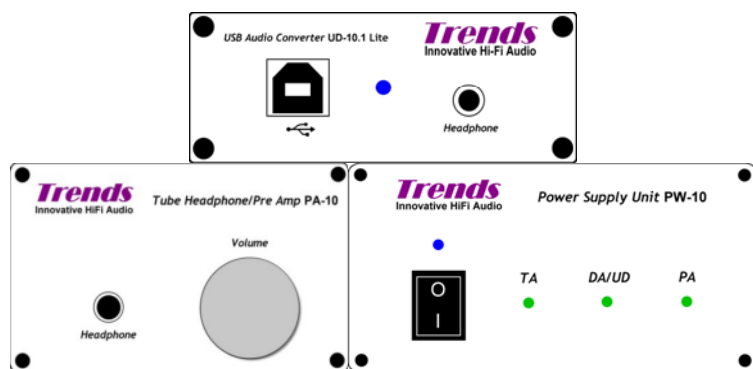 USB Audio Converter UD-10.1 Lite
Trends
Innovative Hi-Fi Audio
Headphone
Trends
Innovative HiFi Audio
Tube Headphone/Pre Amp PA-10
Volume
Headphone
Trends
Innovative HiFi Audio
Power Supply Unit PW-10
O
I
TA
DA/UD
PA